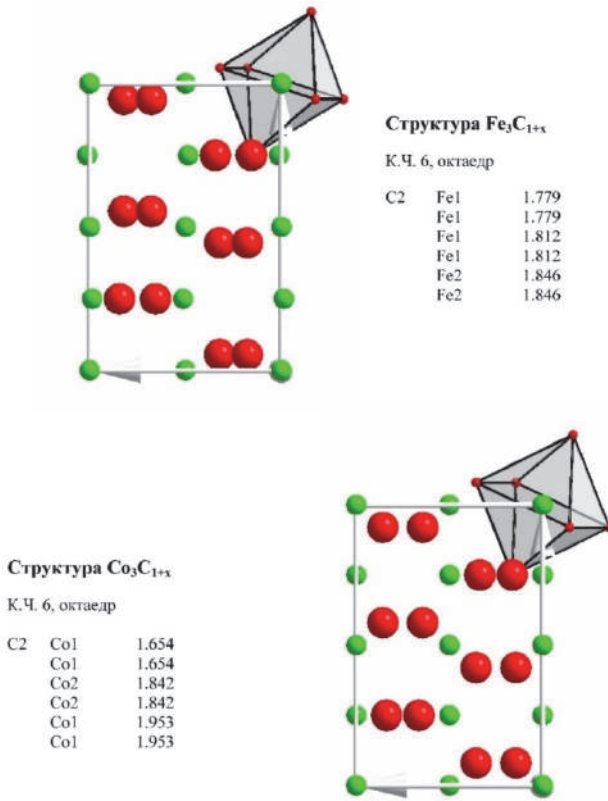 Структура Fe₃C₁₊ₓ
К.Ч. 6, октаедр
C2 Fe1 1.779
Fe1 1.779
Fe1 1.812
Fe1 1.812
Fe2 1.846
Fe2 1.846
Структура Co₃C₁₊ₓ
К.Ч. 6, октаедр
C2 Co1 1.654
Co1 1.654
Co2 1.842
Co2 1.842
Co1 1.953
Co1 1.953